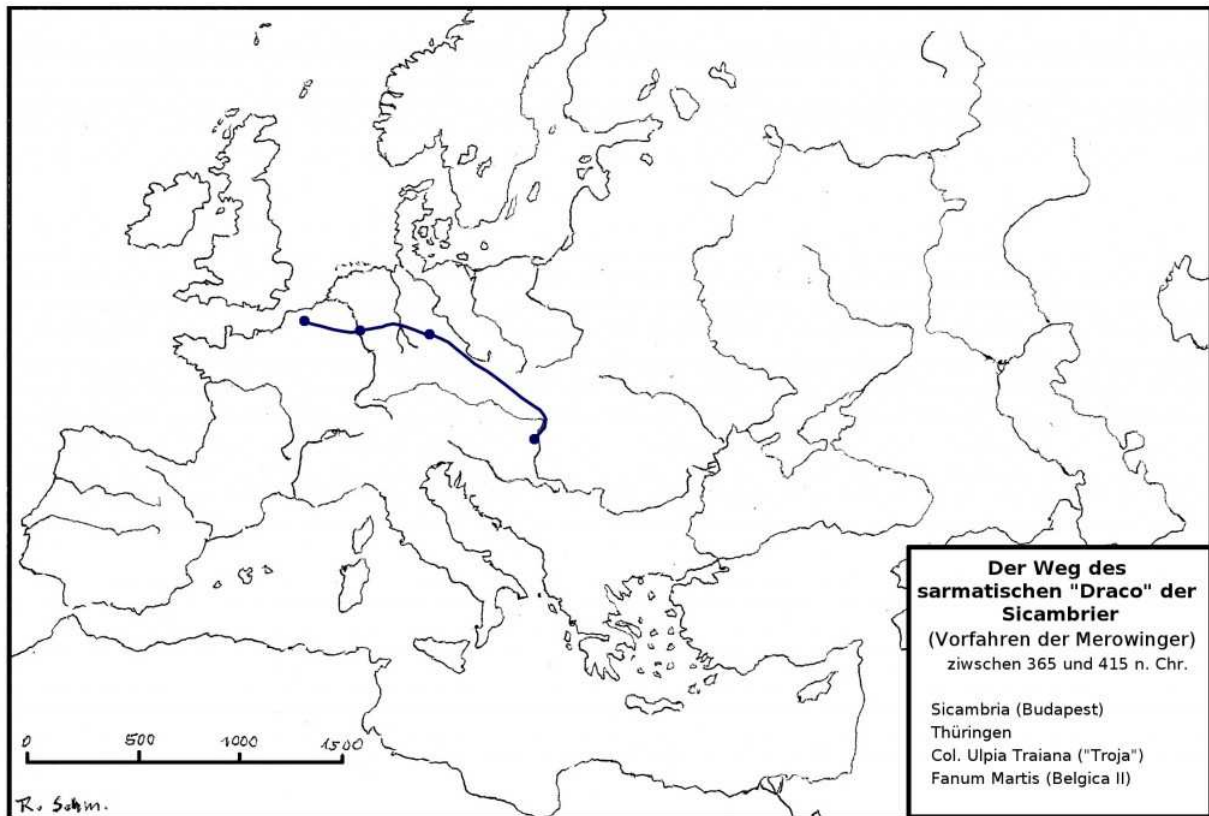 Der Weg des
sarmatischen "Draco" der
Sicambrier
(Vorfahren der Merowinger)
ziwschen 365 und 415 n. Chr.
Sicambria (Budapest)
Thüringen
Col. Ulpia Traiana ("Troja")
Fanum Martis (Belgica II)
0 500 1000 1500
R. Schm.